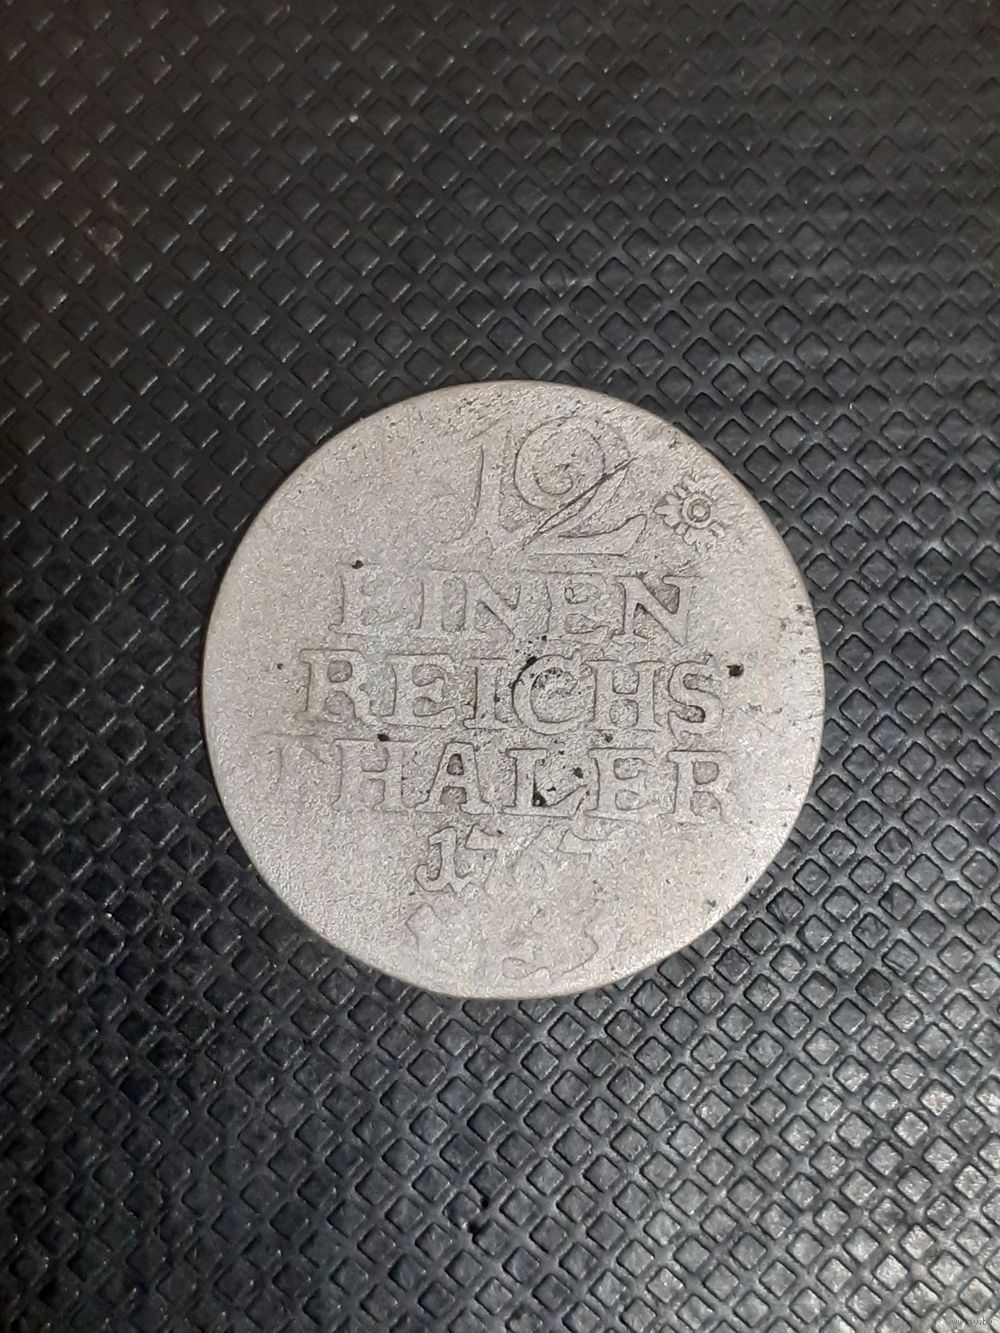 12
EINEN
REICHS
THALER